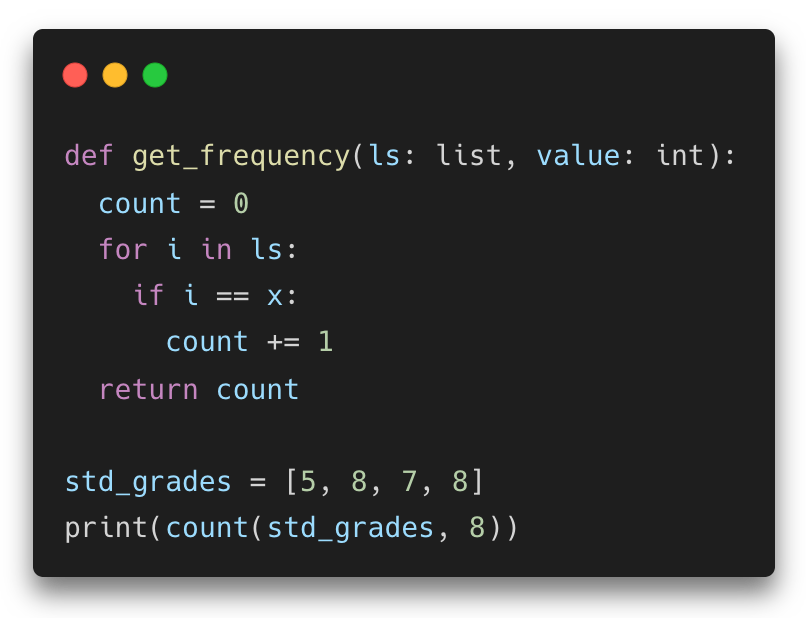 def get_frequency(ls: list, value: int):
  count = 0
  for i in ls:
    if i == x:
      count += 1
  return count

std_grades = [5, 8, 7, 8]
print(count(std_grades, 8))